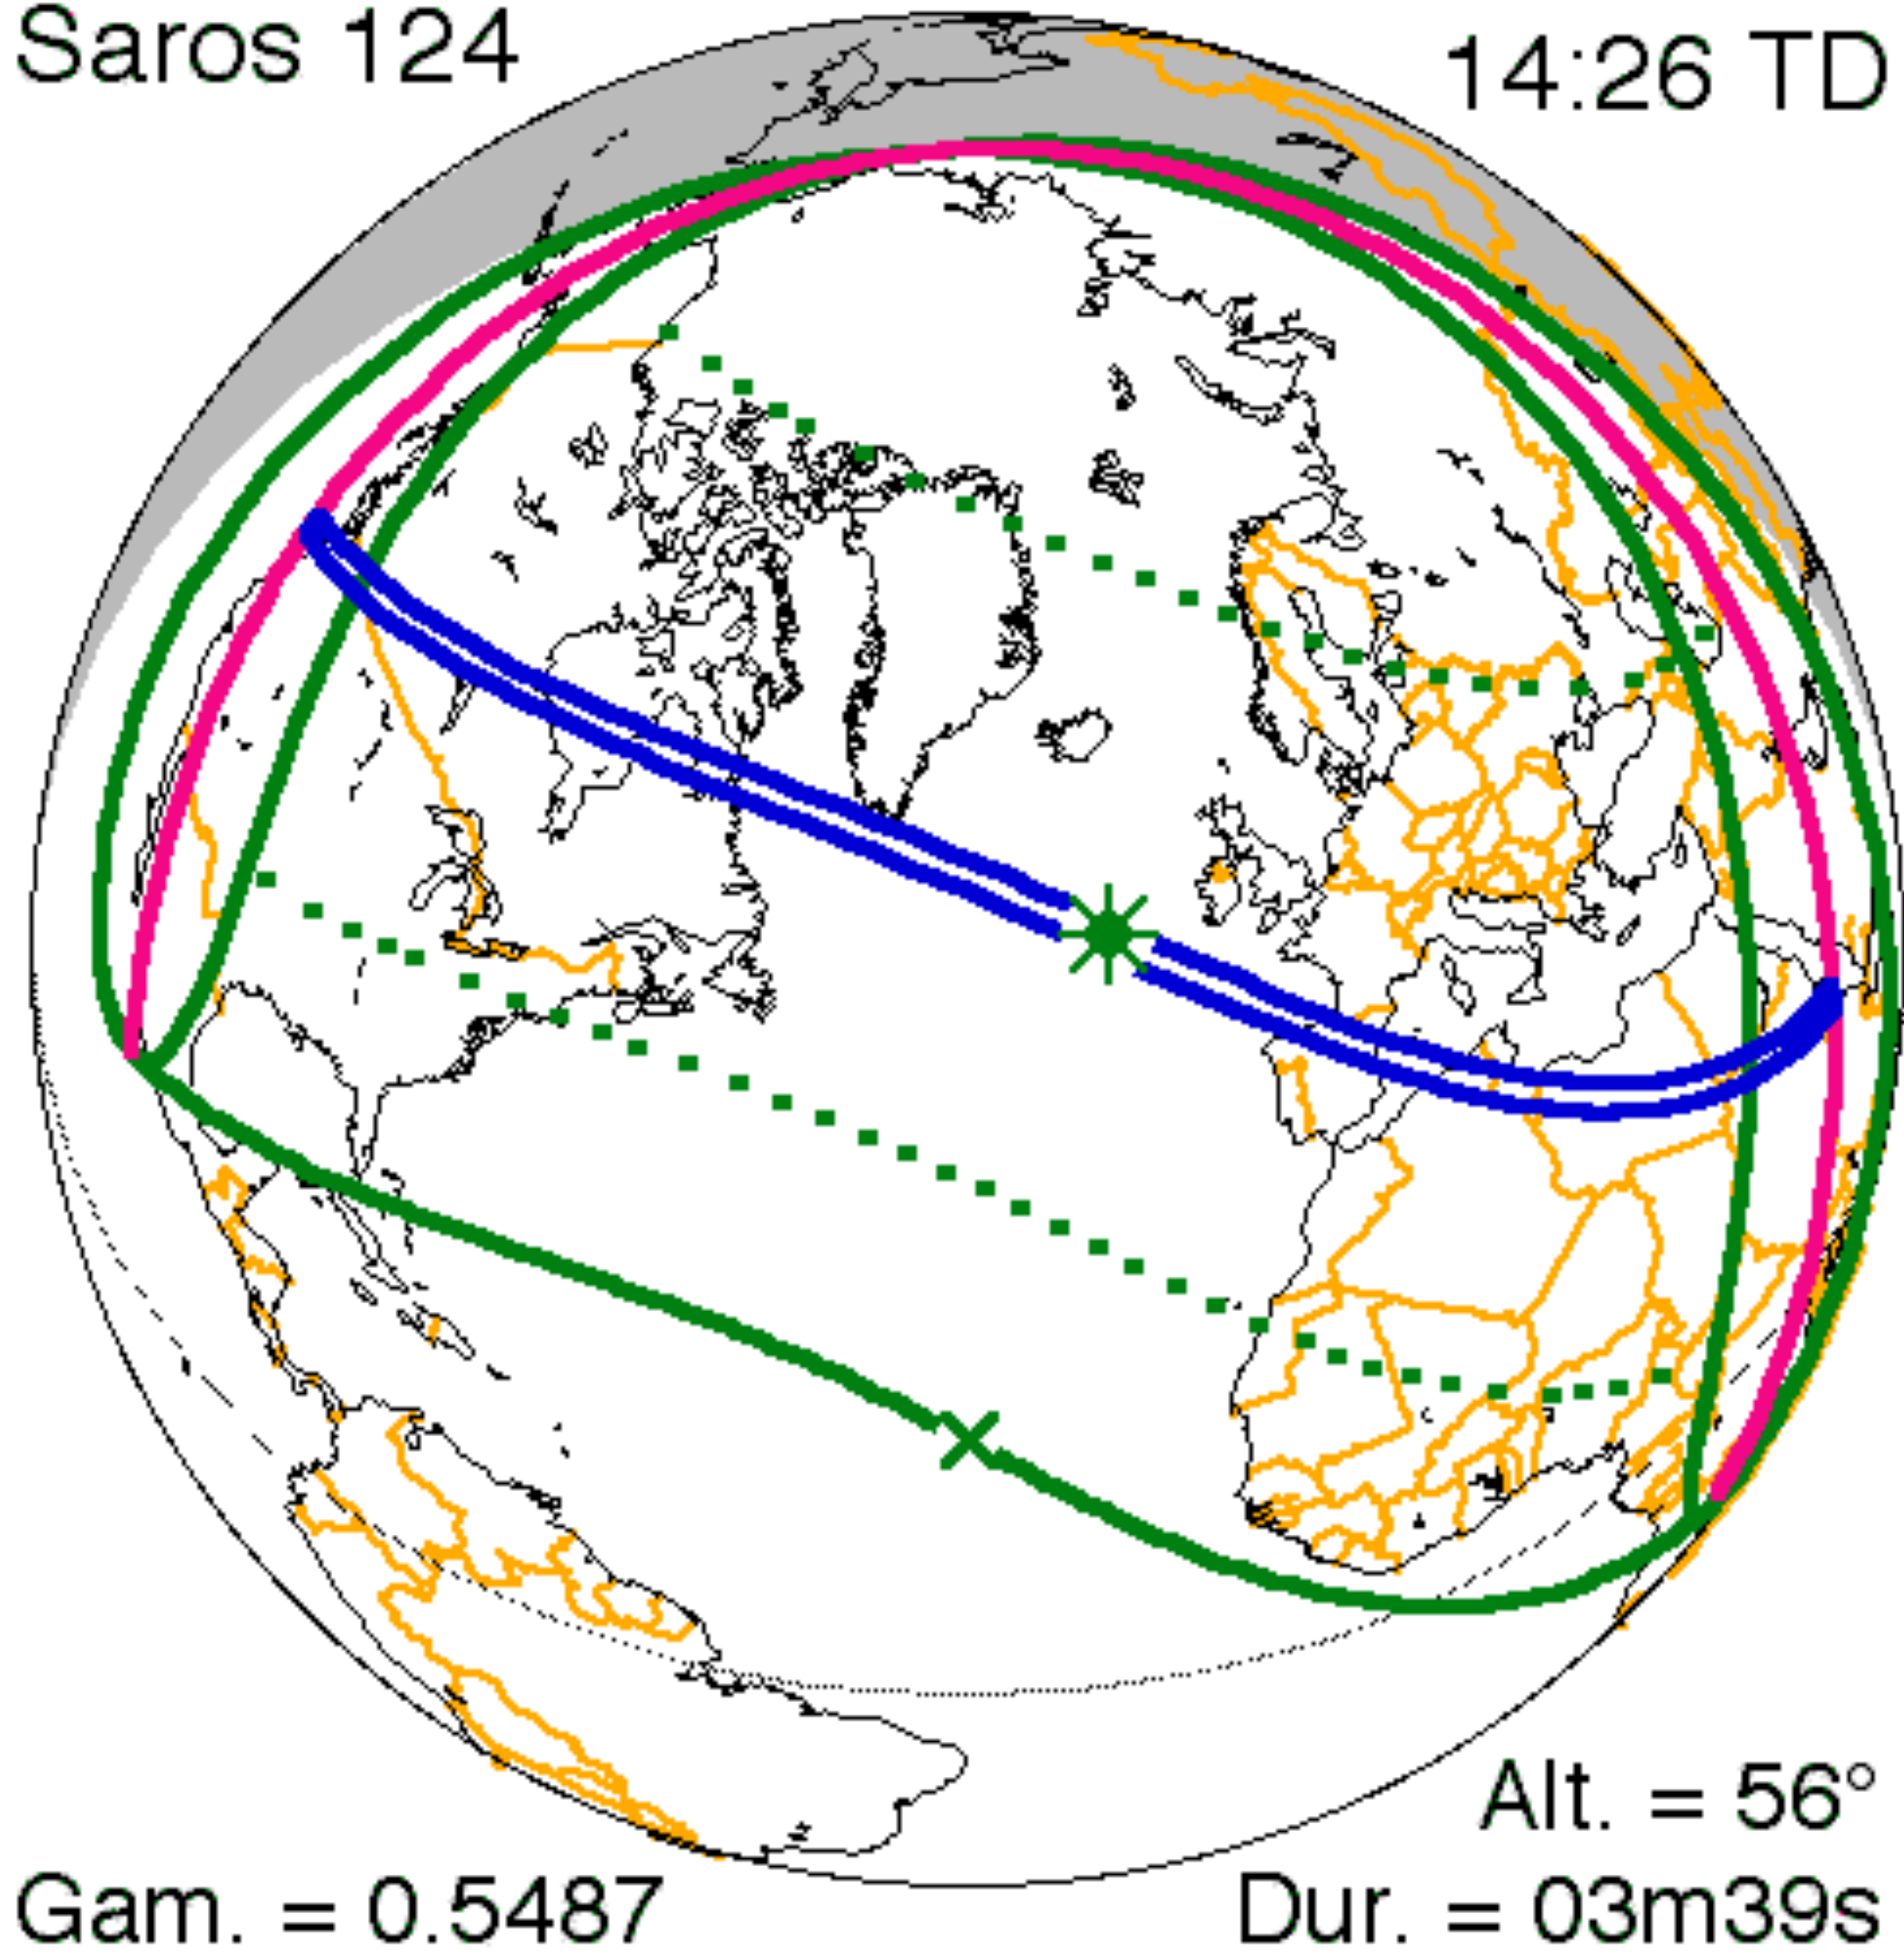 Saros 124
14:26 TD
Alt. = 56°
Gam. = 0.5487
Dur. = 03m39s